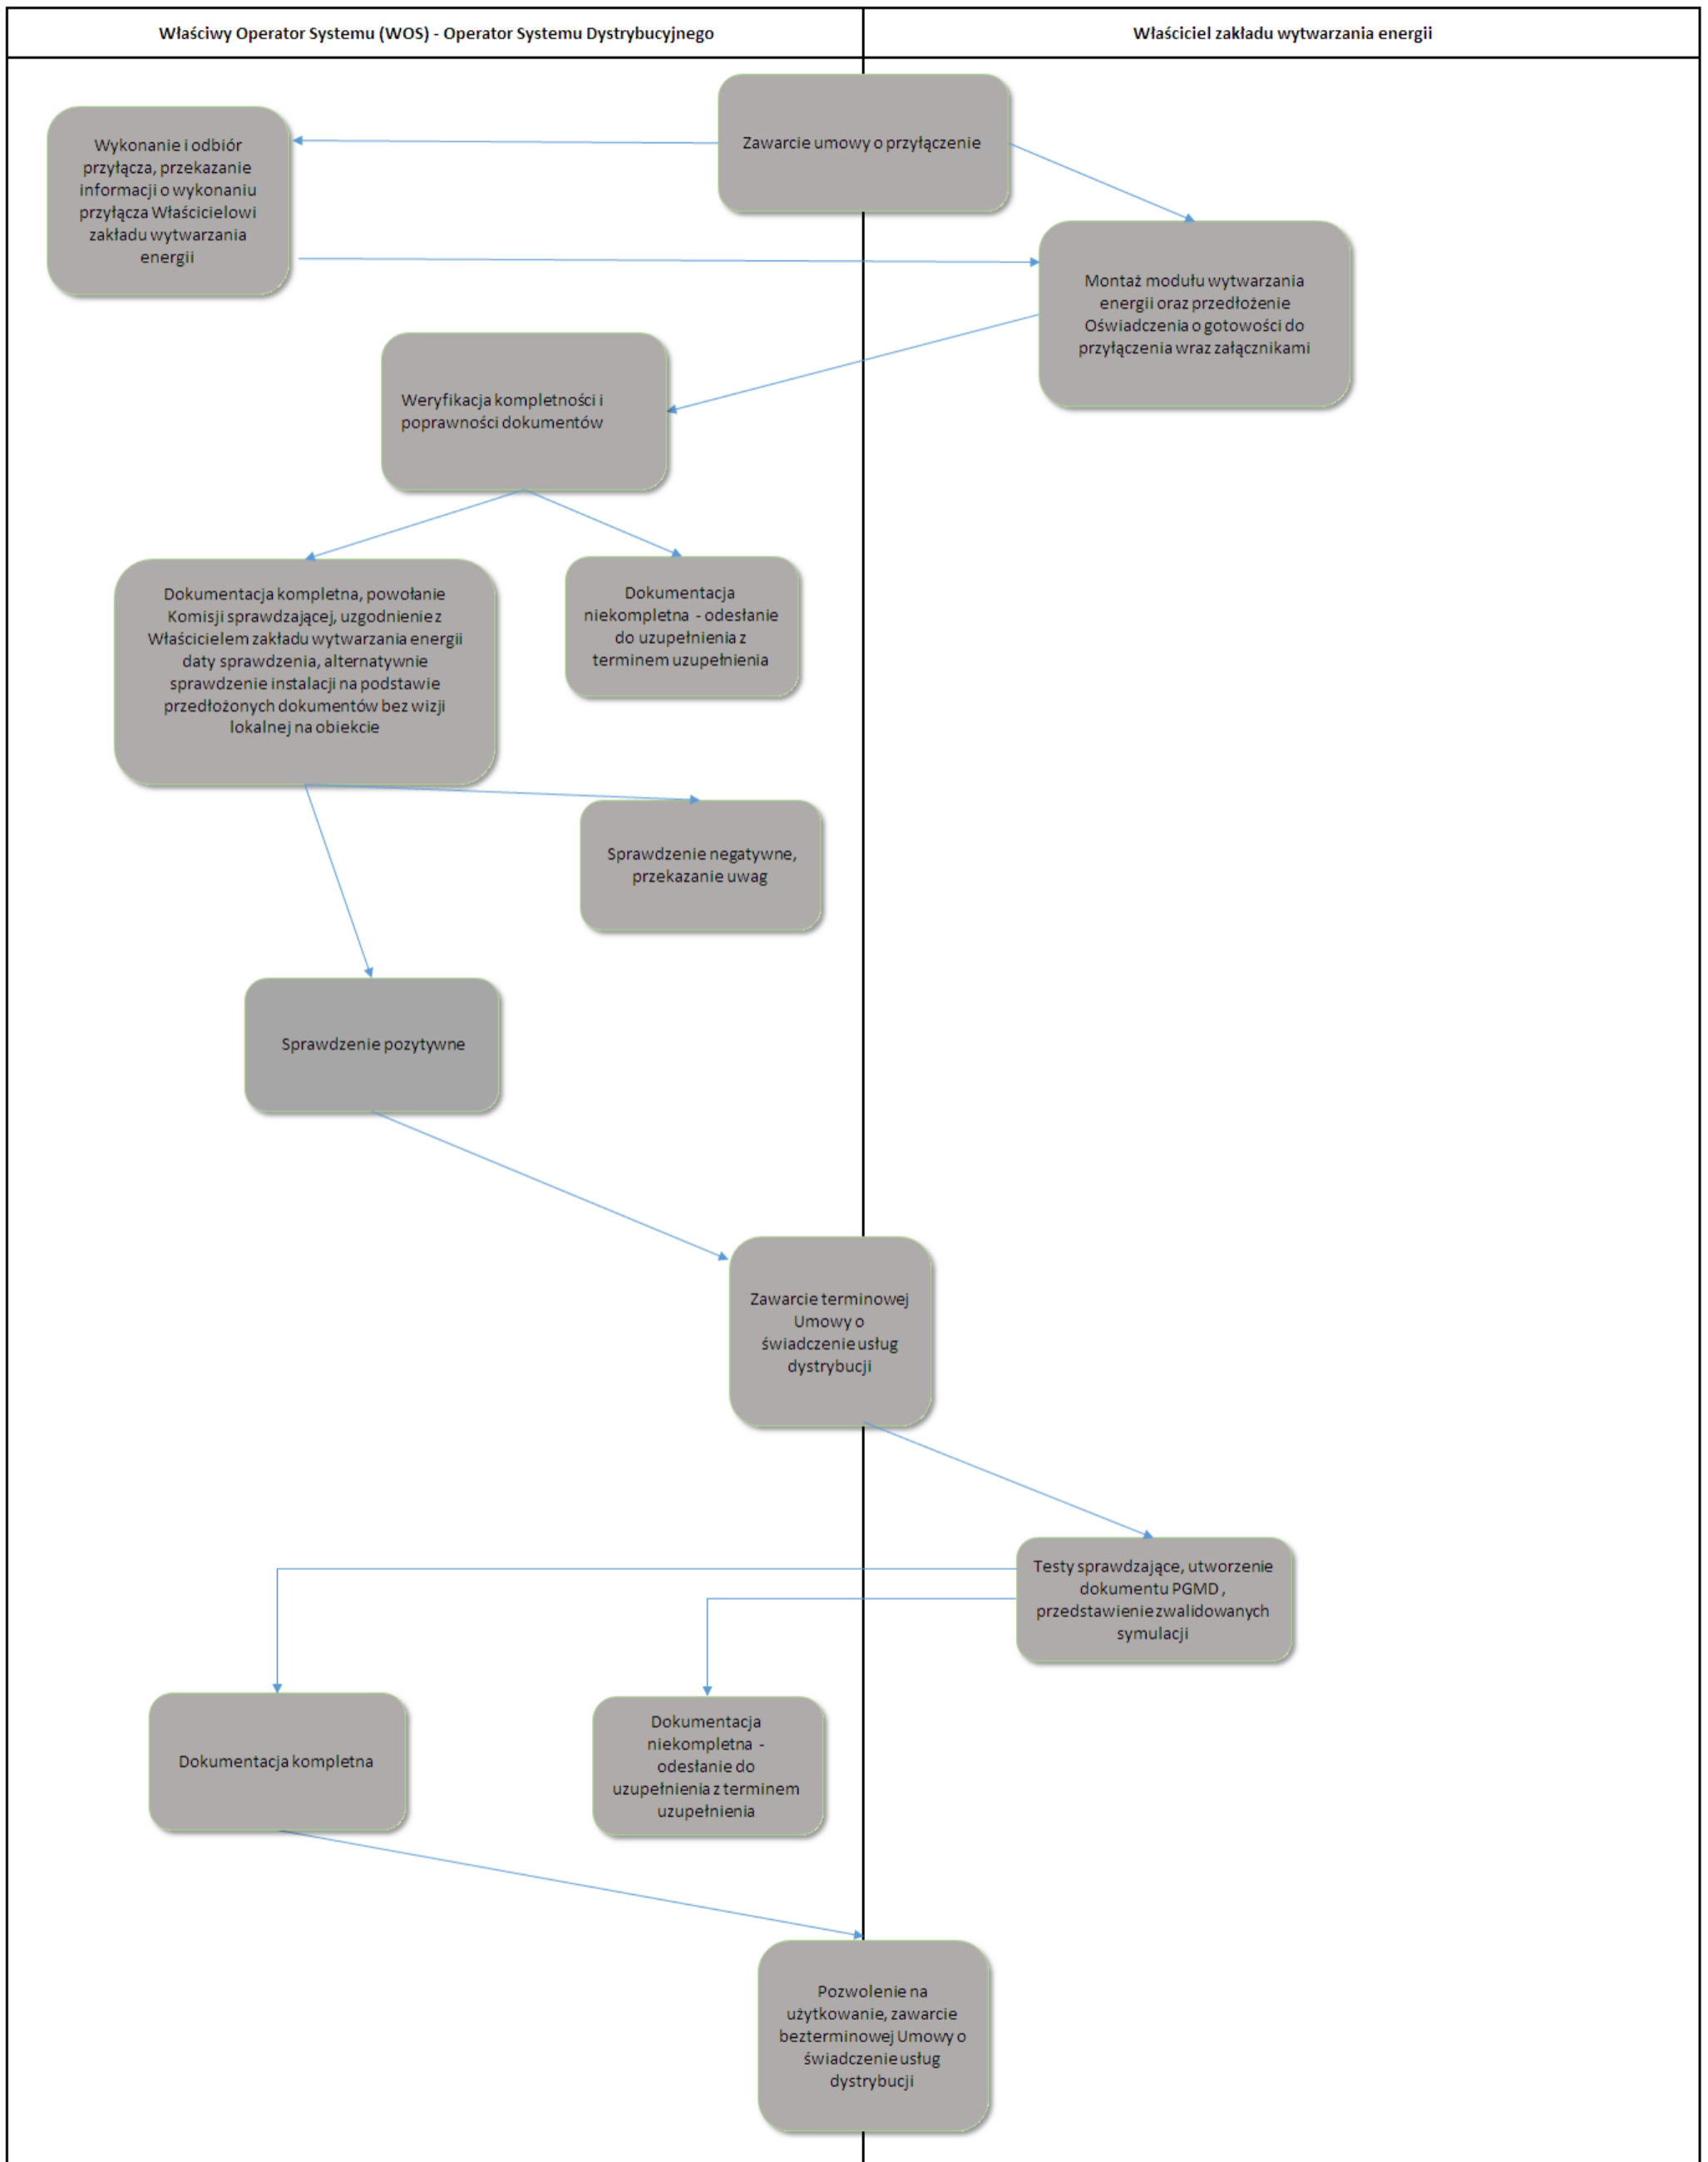 Właściwy Operator Systemu (WOS) - Operator Systemu Dystrybucyjnego
Właściciel zakładu wytwarzania energii
Zawarcie umowy o przyłączenie
Wykonanie i odbiór
przyłącza, przekazanie
informacji o wykonaniu
przyłącza Właścicielowi
zakładu wytwarzania
energii
Montaż modułu wytwarzania
energii oraz przedłożenie
Oświadczenia o gotowości do
przyłączenia wraz załącznikami
Weryfikacja kompletności i
poprawności dokumentów
Dokumentacja kompletna, powołanie
Komisji sprawdzającej, uzgodnienie z
Właścicielem zakładu wytwarzania energii
daty sprawdzenia, alternatywnie
sprawdzenie instalacji na podstawie
przedłożonych dokumentów bez wizji
lokalnej na obiekcie
Dokumentacja
niekompletna - odesłanie
do uzupełnienia z
terminem uzupełnienia
Sprawdzenie negatywne,
przekazanie uwag
Sprawdzenie pozytywne
Zawarcie terminowej
Umowy o
świadczenie usług
dystrybucji
Testy sprawdzające, utworzenie
dokumentu PGMD ,
przedstawienie zwalidowanych
symulacji
Dokumentacja kompletna
Dokumentacja
niekompletna -
odesłanie do
uzupełnienia z terminem
uzupełnienia
Pozwolenie na
użytkowanie, zawarcie
bezterminowej Umowy o
świadczenie usług
dystrybucji